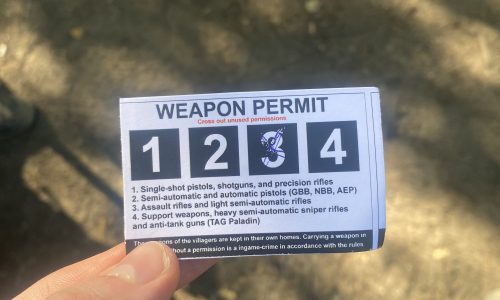 WEAPON PERMIT
Cross out unused permissions
1 2 3 4
1. Single-shot pistols, shotguns, and precision rifles
2. Semi-automatic and automatic pistols (GBB, NBB, AEP)
3. Assault rifles and light semi-automatic rifles
4. Support weapons, heavy semi-automatic sniper rifles
and anti-tank guns (TAG Paladin)
of the villagers are kept in their own homes. Carrying a weapon in
without a permission is a ingame-crime in accordance with the rules